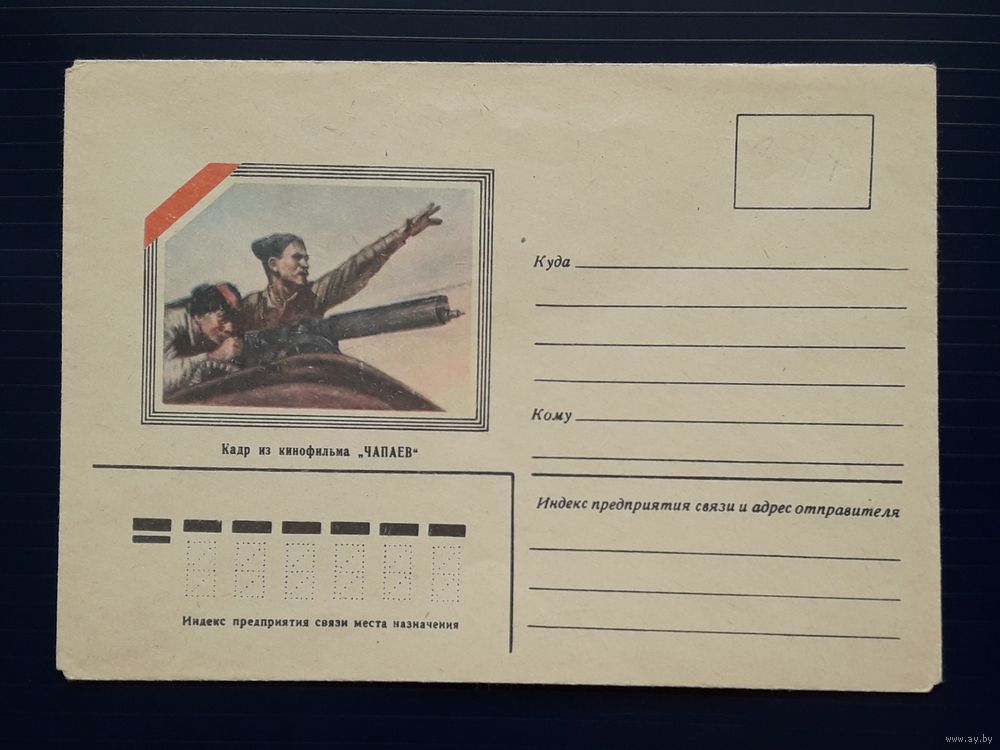 Куда
Кому
Кадр из кинофильма „ЧАПАЕВ“
Индекс предприятия связи и адрес отправителя
Индекс предприятия связи места назначения
www.ay.by